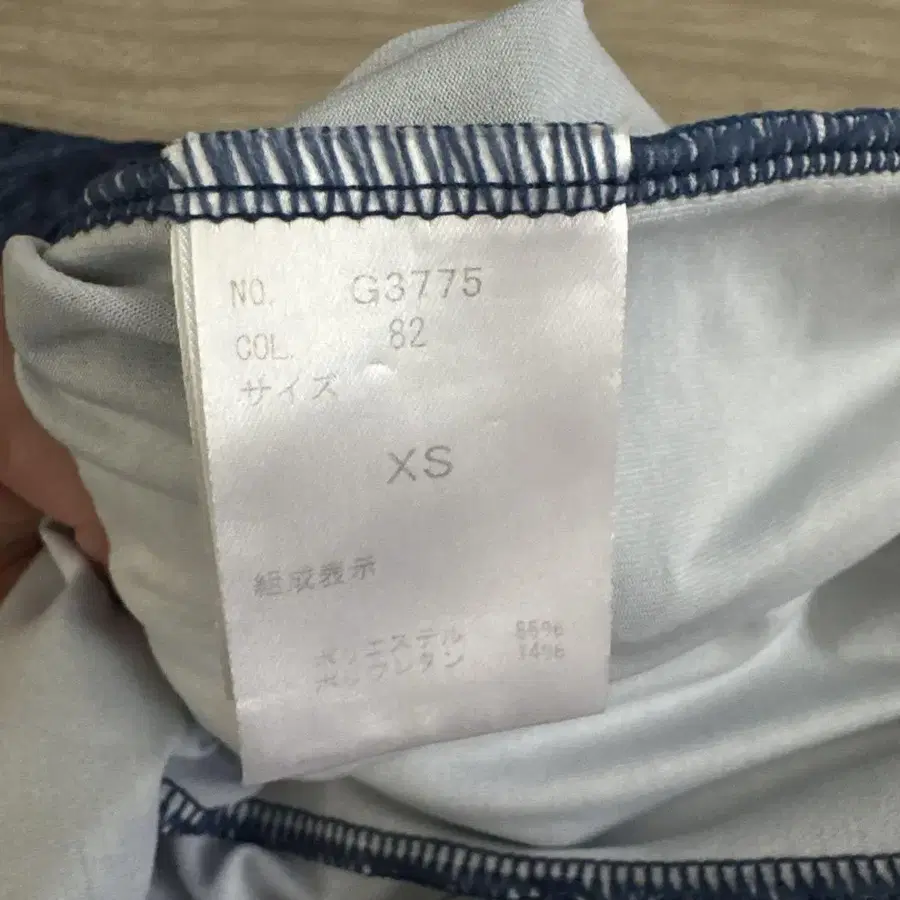 NO. G3775
COL. 82
サイズ
XS
組成表示
ポリエステル
ポリウレタン 14%